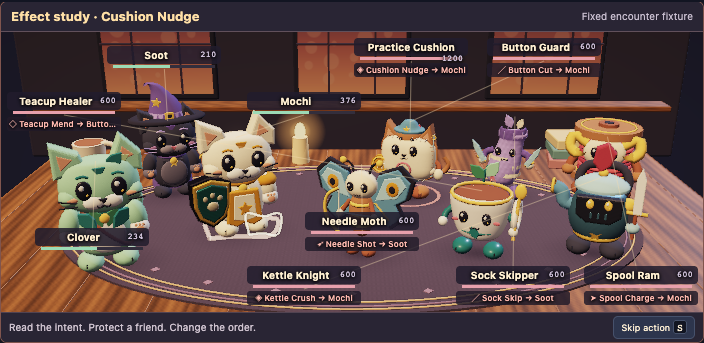 Effect study · Cushion Nudge
Fixed encounter fixture
Soot 210
Practice Cushion 1200
◈ Cushion Nudge → Mochi
Button Guard 600
⟋ Button Cut → Mochi
Teacup Healer 600
◇ Teacup Mend → Butto…
Mochi 376
Needle Moth 600
➶ Needle Shot → Soot
Clover 234
Kettle Knight 600
◈ Kettle Crush → Mochi
Sock Skipper 600
⟋ Sock Skip → Soot
Spool Ram 600
➤ Spool Charge → Mochi
Read the intent. Protect a friend. Change the order.
Skip action S